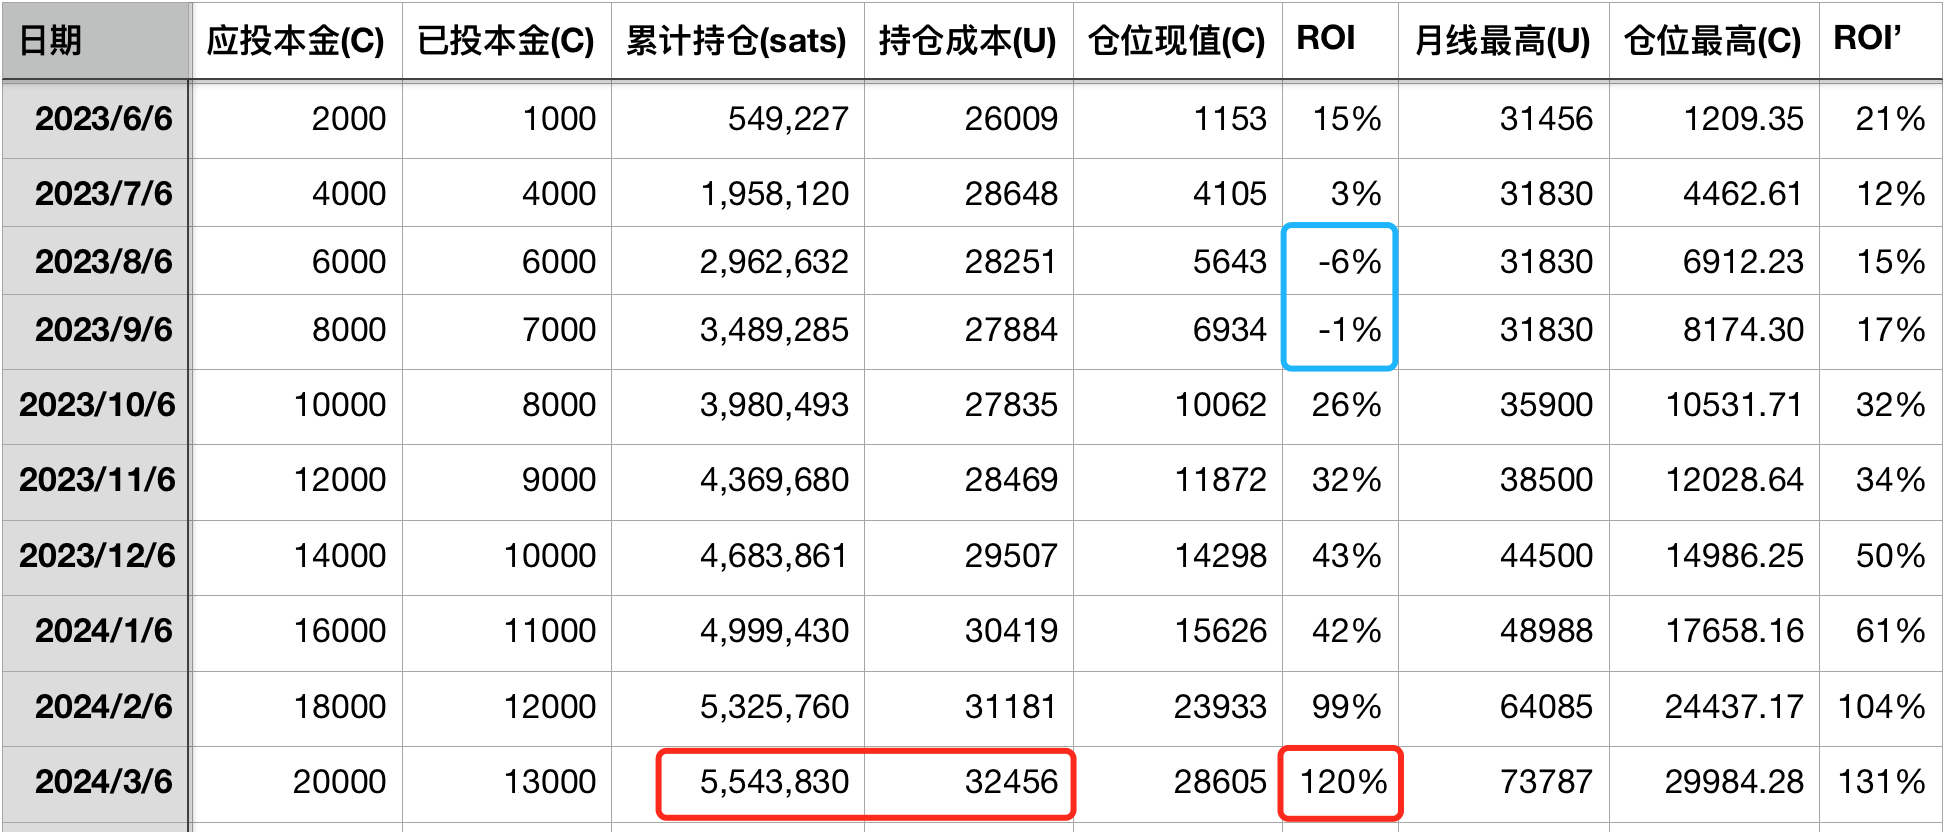 日期 应投本金(C) 已投本金(C) 累计持仓(sats) 持仓成本(U) 仓位现值(C) ROI 月线最高(U) 仓位最高(C) ROI’
2023/6/6 2000 1000 549,227 26009 1153 15% 31456 1209.35 21%
2023/7/6 4000 4000 1,958,120 28648 4105 3% 31830 4462.61 12%
2023/8/6 6000 6000 2,962,632 28251 5643 -6% 31830 6912.23 15%
2023/9/6 8000 7000 3,489,285 27884 6934 -1% 31830 8174.30 17%
2023/10/6 10000 8000 3,980,493 27835 10062 26% 35900 10531.71 32%
2023/11/6 12000 9000 4,369,680 28469 11872 32% 38500 12028.64 34%
2023/12/6 14000 10000 4,683,861 29507 14298 43% 44500 14986.25 50%
2024/1/6 16000 11000 4,999,430 30419 15626 42% 48988 17658.16 61%
2024/2/6 18000 12000 5,325,760 31181 23933 99% 64085 24437.17 104%
2024/3/6 20000 13000 5,543,830 32456 28605 120% 73787 29984.28 131%